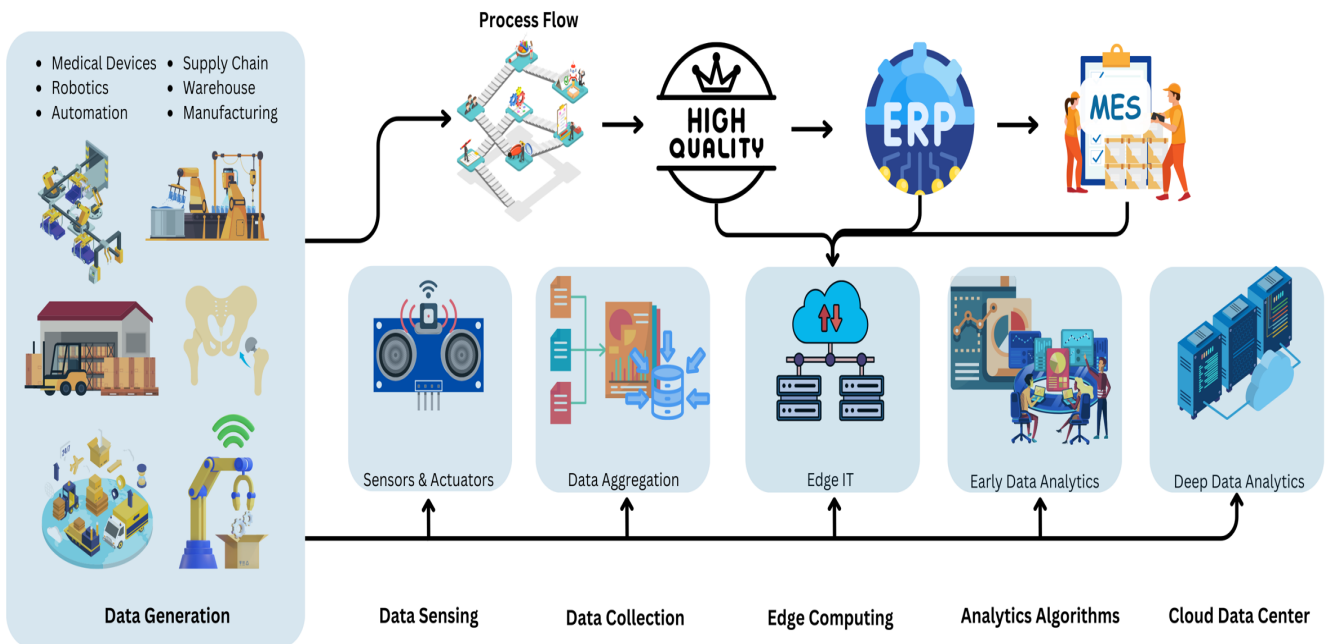 Process Flow
• Medical Devices
• Robotics
• Automation
• Supply Chain
• Warehouse
• Manufacturing
HIGH
QUALITY
ERP
MES
Sensors & Actuators
Data Aggregation
Edge IT
Early Data Analytics
Deep Data Analytics
Data Generation
Data Sensing
Data Collection
Edge Computing
Analytics Algorithms
Cloud Data Center